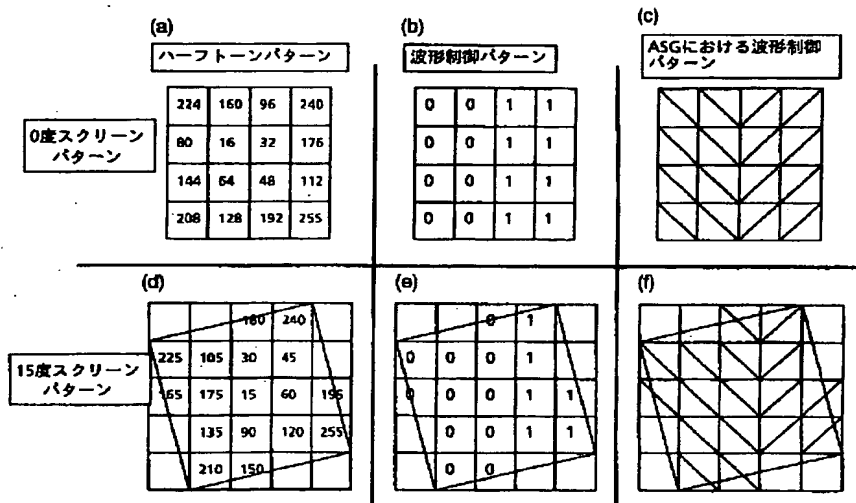 (a)
(b)
(c)
ハーフトーンパターン
波形制御パターン
ASGにおける波形制御
パターン
0度スクリーン
パターン
224 160 96 240
80 16 32 176
144 64 48 112
208 128 192 255
0 0 1 1
0 0 1 1
0 0 1 1
0 0 1 1
(d)
(e)
(f)
15度スクリーン
パターン
180 240
225 105 30 45
165 175 15 60 195
135 90 120 255
210 150
0 1
0 0 0 1
0 0 0 1 1
0 0 1 1
0 0